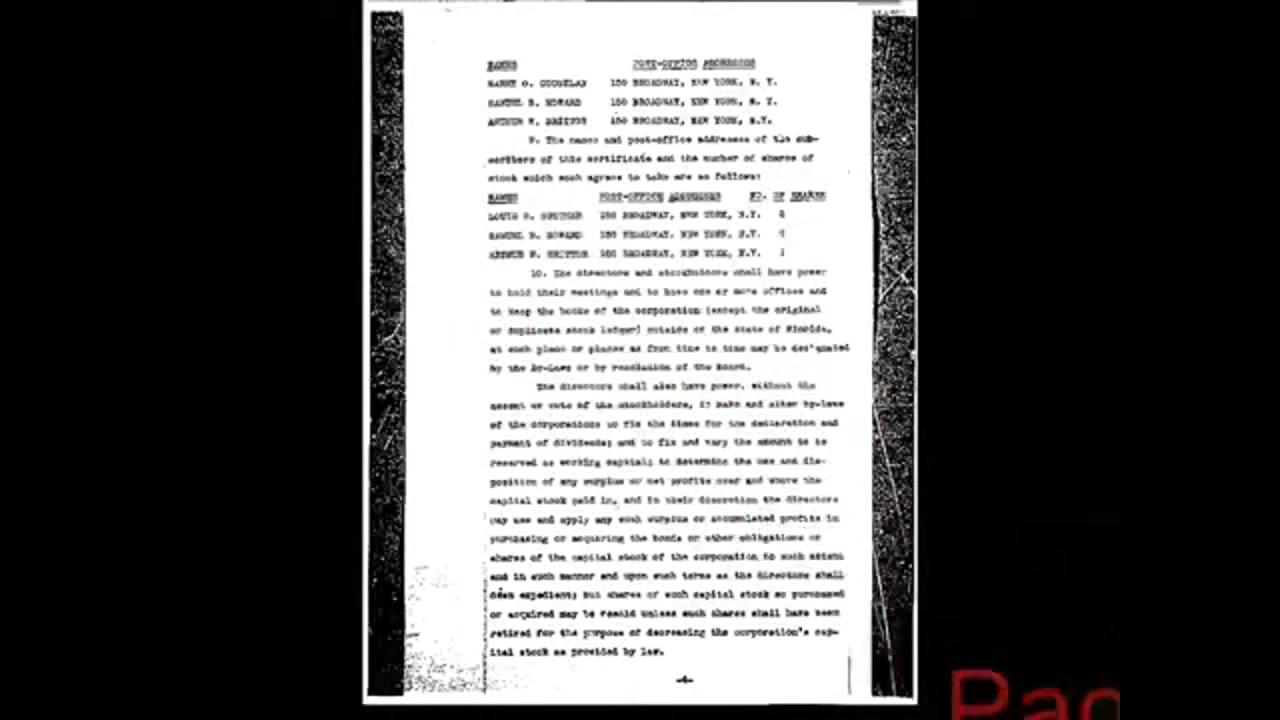 NAMES POST-OFFICE ADDRESSES
HARRY O. 150 BROADWAY, NEW YORK, N. Y.
SAMUEL B. HOWARD 150 BROADWAY, NEW YORK, N. Y.
ARTHUR W. BRITTON 150 BROADWAY, NEW YORK, N.Y.
9. The names and post-office addresses of the sub-
scribers of this certificate and the number of shares of
stock which each agrees to take are as follows:
NAMES POST-OFFICE ADDRESSES NO. OF SHARES
LOUIS 150 BROADWAY, NEW YORK, N.Y.
SAMUEL B. HOWARD 150 BROADWAY, NEW YORK, N.Y.
ARTHUR W. BRITTON 150 BROADWAY, NEW YORK, N.Y. 1
10. The directors and stockholders shall have power
to hold their meetings and to have one or more offices and
to keep the books of the corporation (except the original
or duplicate stock ledger) outside of the State of Florida,
at such place or places as from time to time may be designated
by the By-Laws or by resolution of the Board.
The directors shall also have power, without the
assent or vote of the stockholders, to make and alter by-laws
of the corporation; to fix the times for the declaration and
payment of dividends; and to fix and vary the amount to be
reserved as working capital; to determine the use and dis-
position of any surplus or net profits over and above the
capital stock paid in, and in their discretion the directors
may use and apply any such surplus or accumulated profits in
purchasing or acquiring the bonds or other obligations or
shares of the capital stock of the corporation to such extent
and in such manner and upon such terms as the directors shall
deem expedient; but shares of such capital stock so purchased
or acquired may be resold unless such shares shall have been
retired for the purpose of decreasing the corporation's cap-
ital stock as provided by law.
-4-
Pag